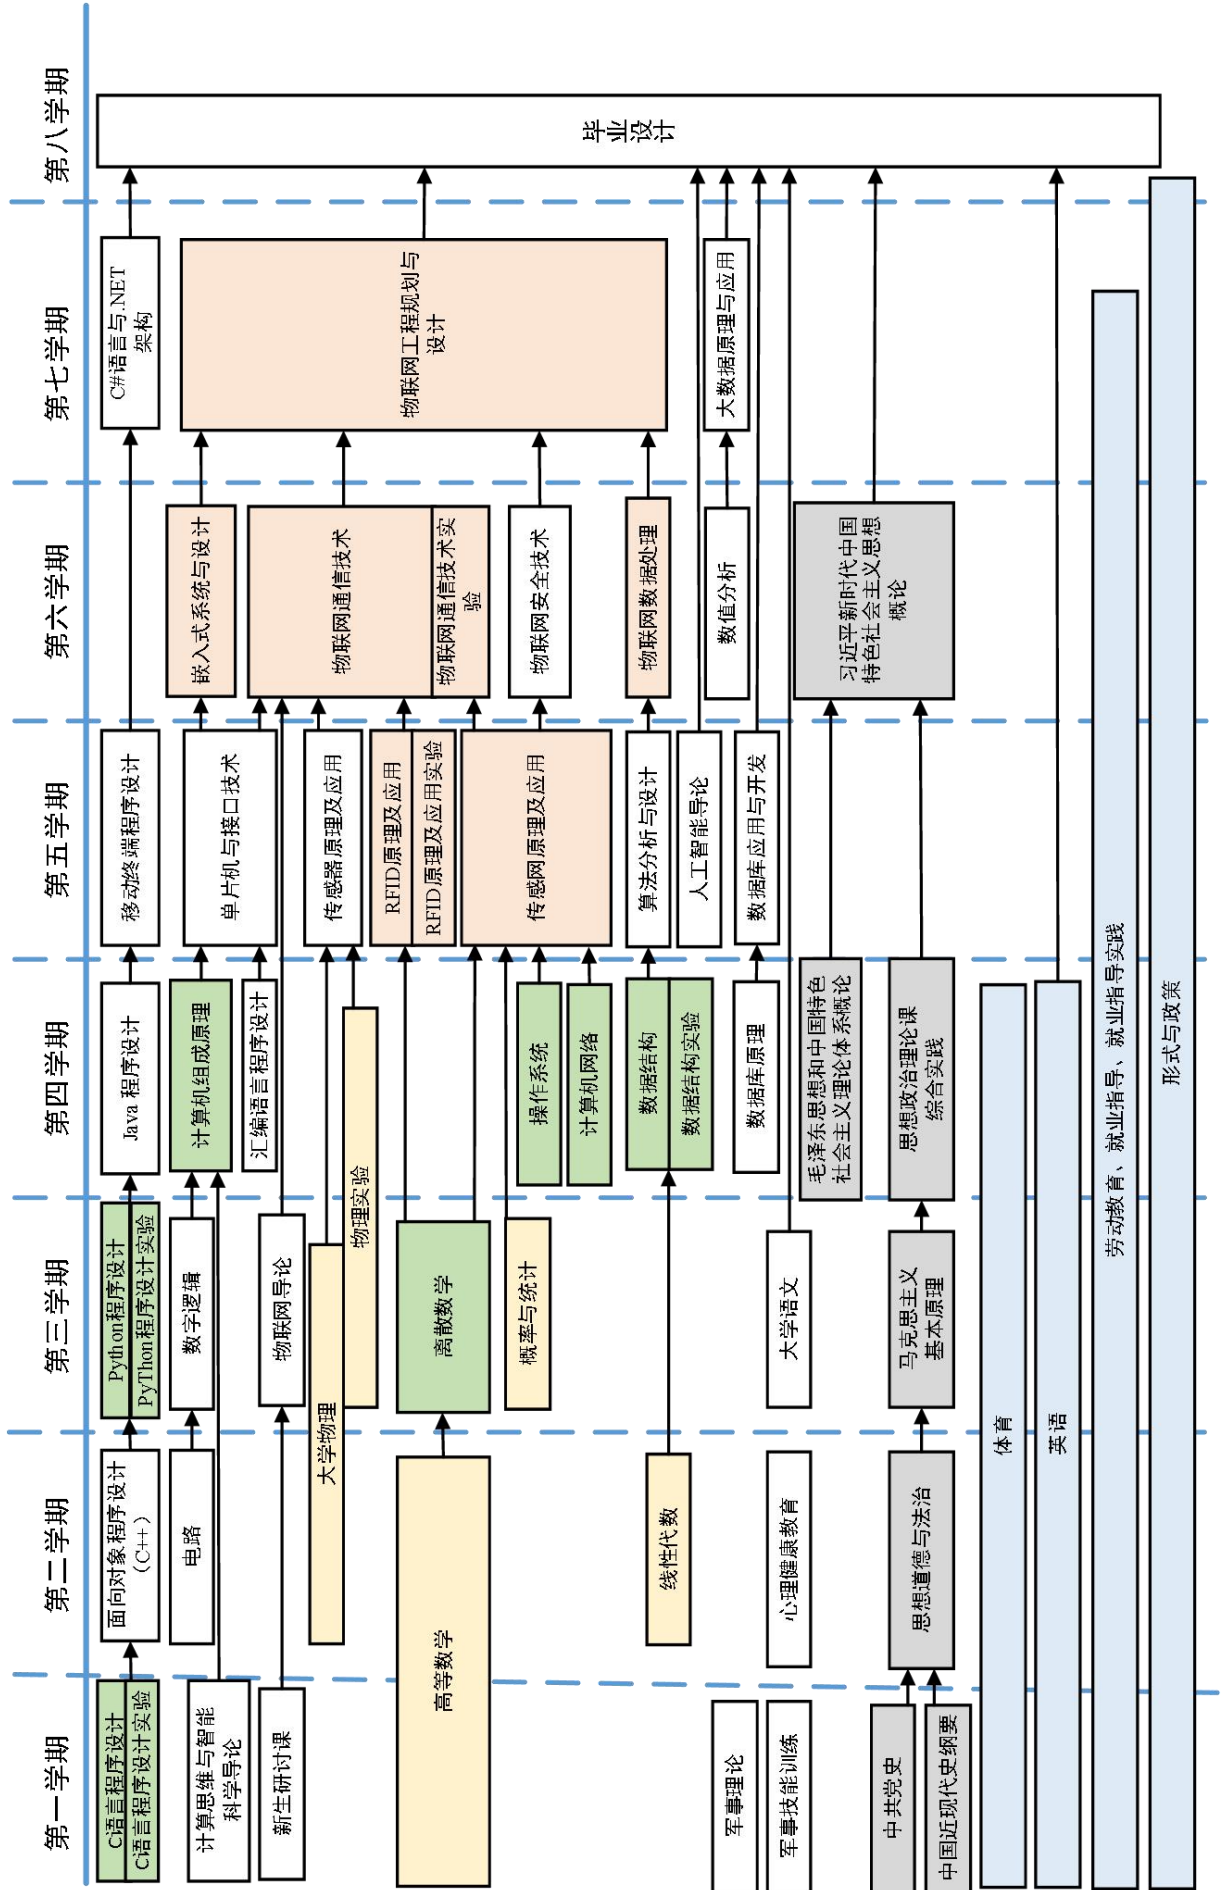 第一学期
第二学期
第三学期
第四学期
第五学期
第六学期
第七学期
第八学期
C语言程序设计
C语言程序设计实验
面向对象程序设计
（C++）
Python程序设计
PyThon程序设计实验
Java 程序设计
移动终端程序设计
C#语言与.NET
架构
电路
数字逻辑
计算机组成原理
计算思维与智能
科学导论
汇编语言程序设计
单片机与接口技术
嵌入式系统与设计
新生研讨课
物联网导论
大学物理
物理实验
传感器原理及应用
物联网通信技术
物联网通信技术实
验
物联网工程规划与
设计
高等数学
离散数学
RFID原理及应用
RFID原理及应用实验
概率与统计
操作系统
计算机网络
传感网原理及应用
物联网安全技术
线性代数
数据结构
数据结构实验
算法分析与设计
物联网数据处理
人工智能导论
数值分析
大数据原理与应用
数据库原理
数据库应用与开发
军事理论
军事技能训练
心理健康教育
大学语文
毛泽东思想和中国特色
社会主义理论体系概论
习近平新时代中国
特色社会主义思想
概论
中共党史
中国近现代史纲要
思想道德与法治
马克思主义
基本原理
思想政治理论课
综合实践
体育
英语
劳动教育、就业指导、就业指导实践
形式与政策
毕业设计